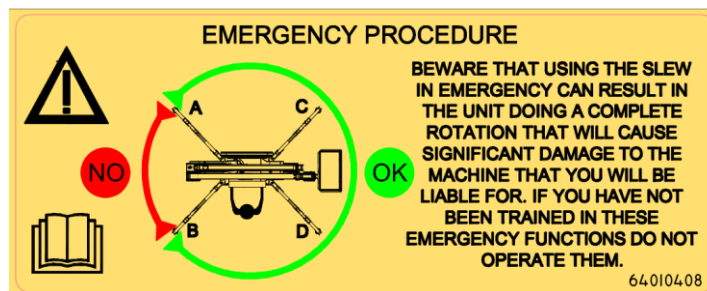 EMERGENCY PROCEDURE
A
C
NO
OK
B
D
BEWARE THAT USING THE SLEW
IN EMERGENCY CAN RESULT IN
THE UNIT DOING A COMPLETE
ROTATION THAT WILL CAUSE
SIGNIFICANT DAMAGE TO THE
MACHINE THAT YOU WILL BE
LIABLE FOR. IF YOU HAVE NOT
BEEN TRAINED IN THESE
EMERGENCY FUNCTIONS DO NOT
OPERATE THEM.
64010408